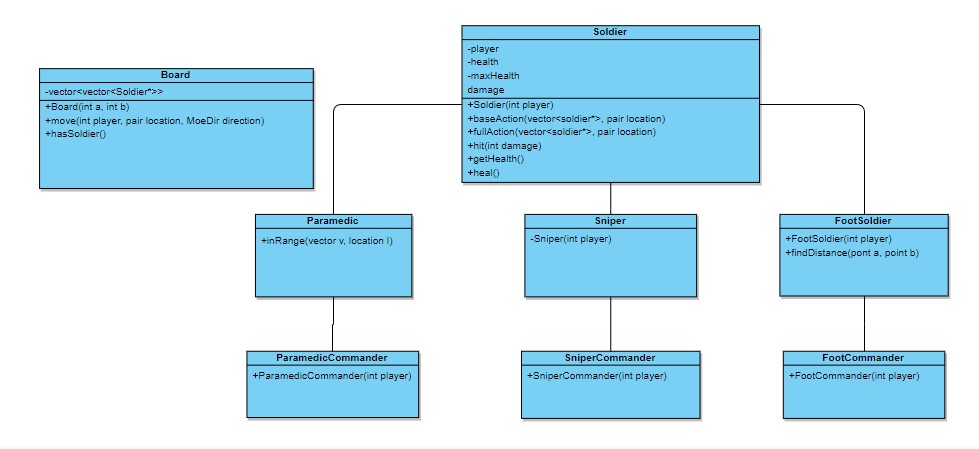 Soldier
-player
-health
-maxHealth
damage
+Soldier(int player)
+baseAction(vector<soldier*>, pair location)
+fullAction(vector<soldier*>, pair location)
+hit(int damage)
+getHealth()
+heal()
Board
-vector<vector<Soldier*>>
+Board(int a, int b)
+move(int player, pair location, MoeDir direction)
+hasSoldier()
Paramedic
+inRange(vector v, location l)
Sniper
-Sniper(int player)
FootSoldier
+FootSoldier(int player)
+findDistance(pont a, point b)
ParamedicCommander
+ParamedicCommander(int player)
SniperCommander
+SniperCommander(int player)
FootCommander
+FootCommander(int player)